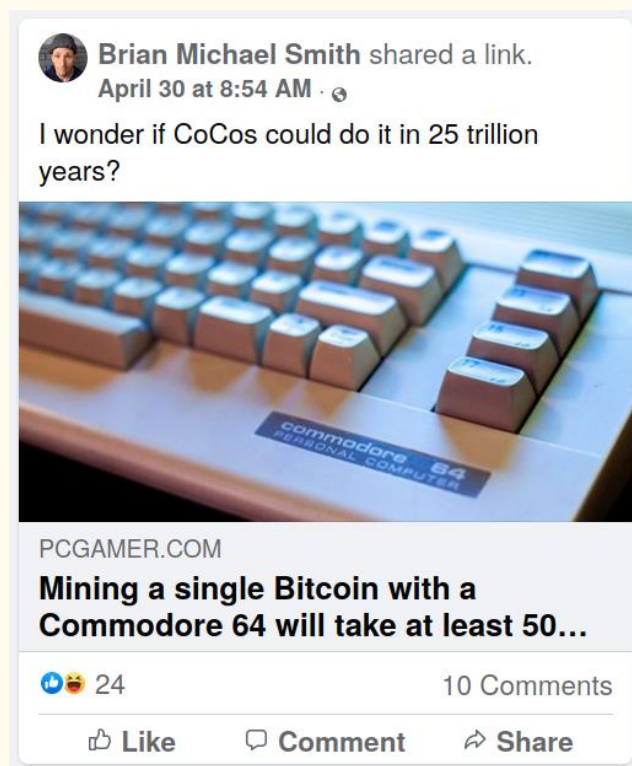 Brian Michael Smith shared a link.
April 30 at 8:54 AM ·
I wonder if CoCos could do it in 25 trillion
years?
commodore 64
PERSONAL COMPUTER
PCGAMER.COM
Mining a single Bitcoin with a
Commodore 64 will take at least 50...
24
10 Comments
Like
Comment
Share